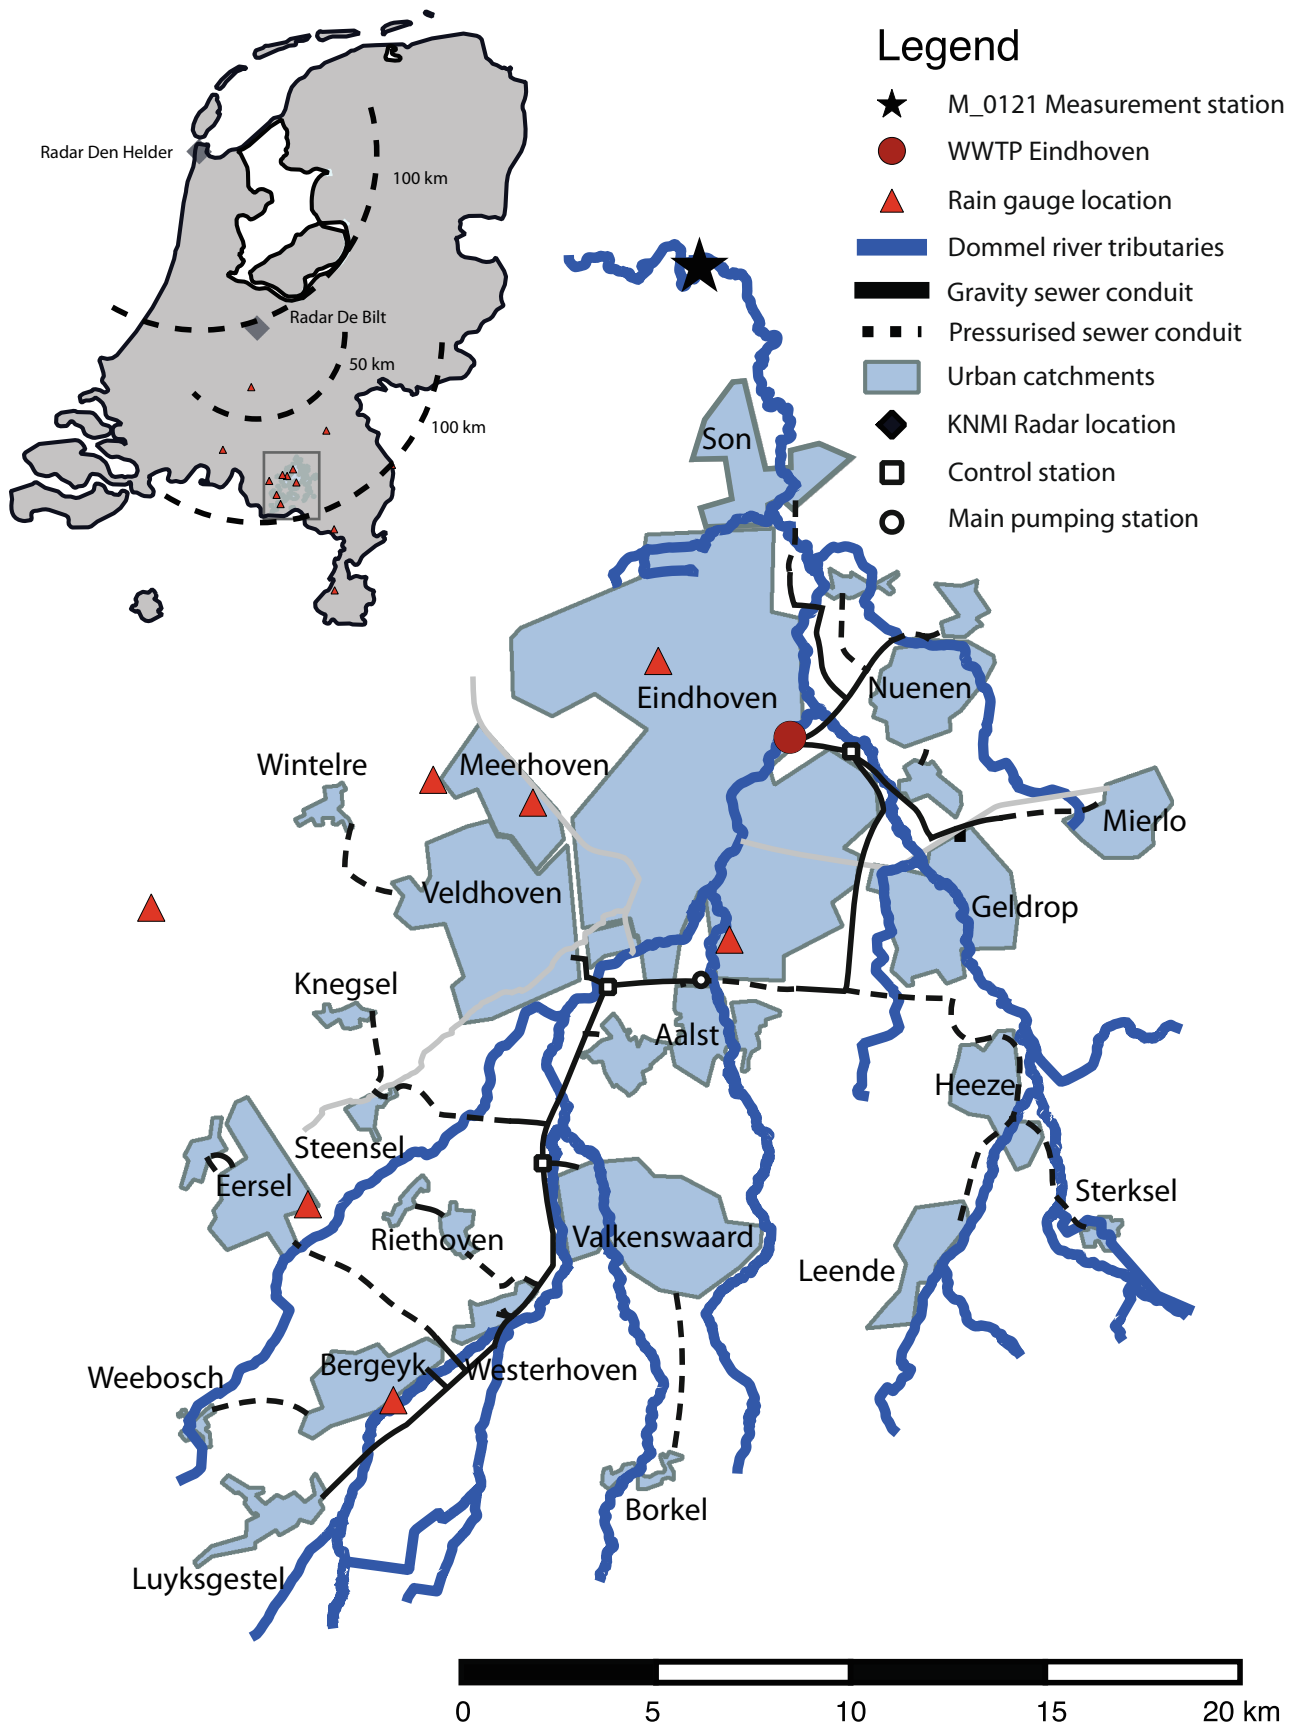 Legend
M_0121 Measurement station
WWTP Eindhoven
Rain gauge location
Dommel river tributaries
Gravity sewer conduit
Pressurised sewer conduit
Urban catchments
KNMI Radar location
Control station
Main pumping station
Radar Den Helder
100 km
Radar De Bilt
50 km
100 km
Son
Eindhoven
Nuenen
Wintelre
Meerhoven
Mierlo
Veldhoven
Geldrop
Knegsel
Aalst
Heeze
Steensel
Eersel
Sterksel
Riethoven
Valkenswaard
Leende
Bergeyk
Westerhoven
Weebosch
Borkel
Luyksgestel
0
5
10
15
20 km